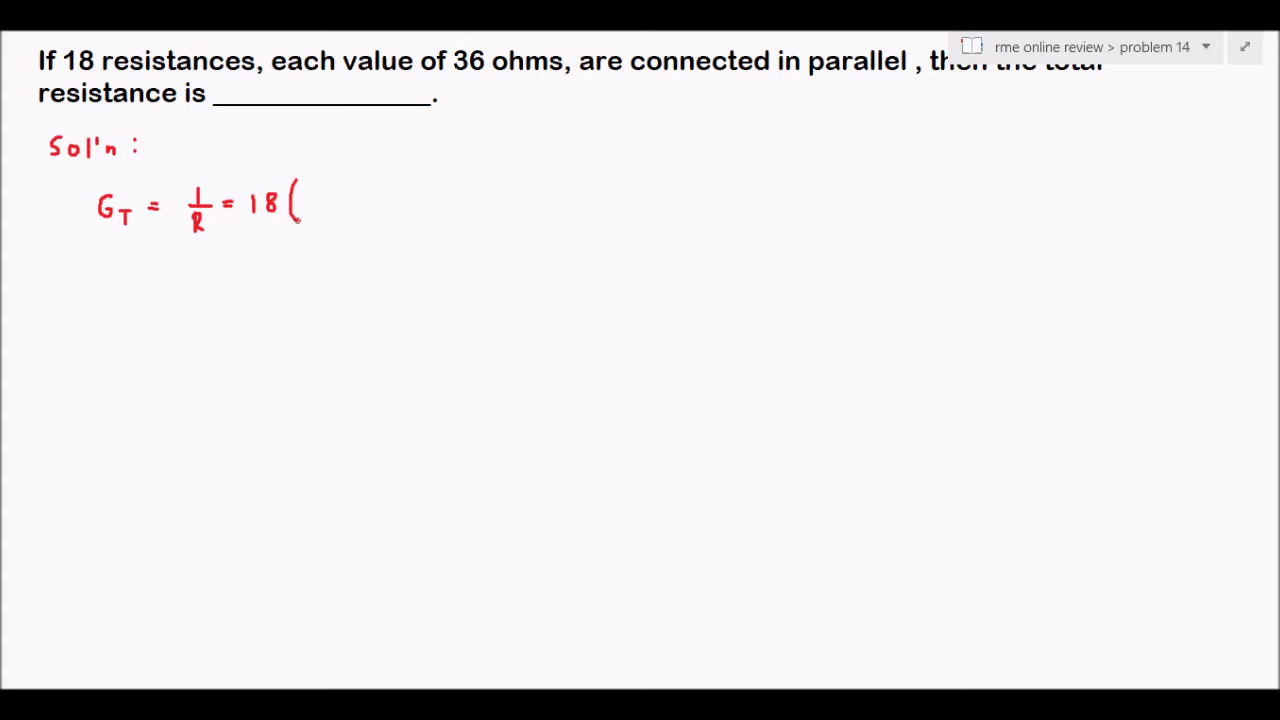 rme online review > problem 14
If 18 resistances, each value of 36 ohms, are connected in parallel , then the total
resistance is _______________.
Sol'n :
G_T = 1/R = 18 (